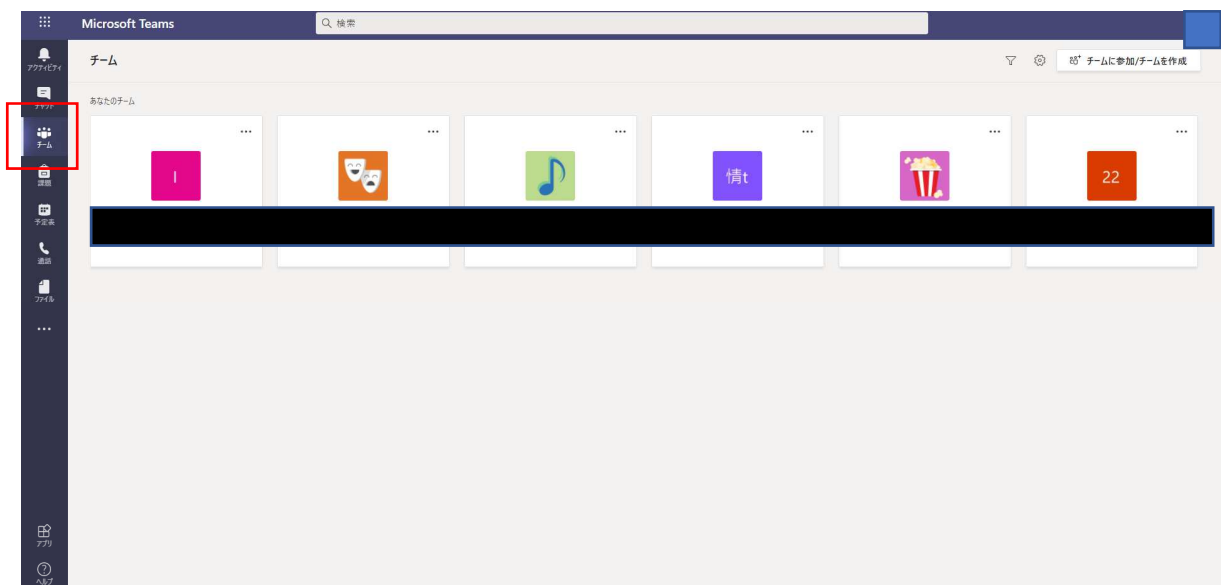 Microsoft Teams
検索
アクティビティ
チャット
チーム
課題
予定表
通話
ファイル
...
アプリ
ヘルプ
チーム
チームに参加/チームを作成
あなたのチーム
I
情t
22